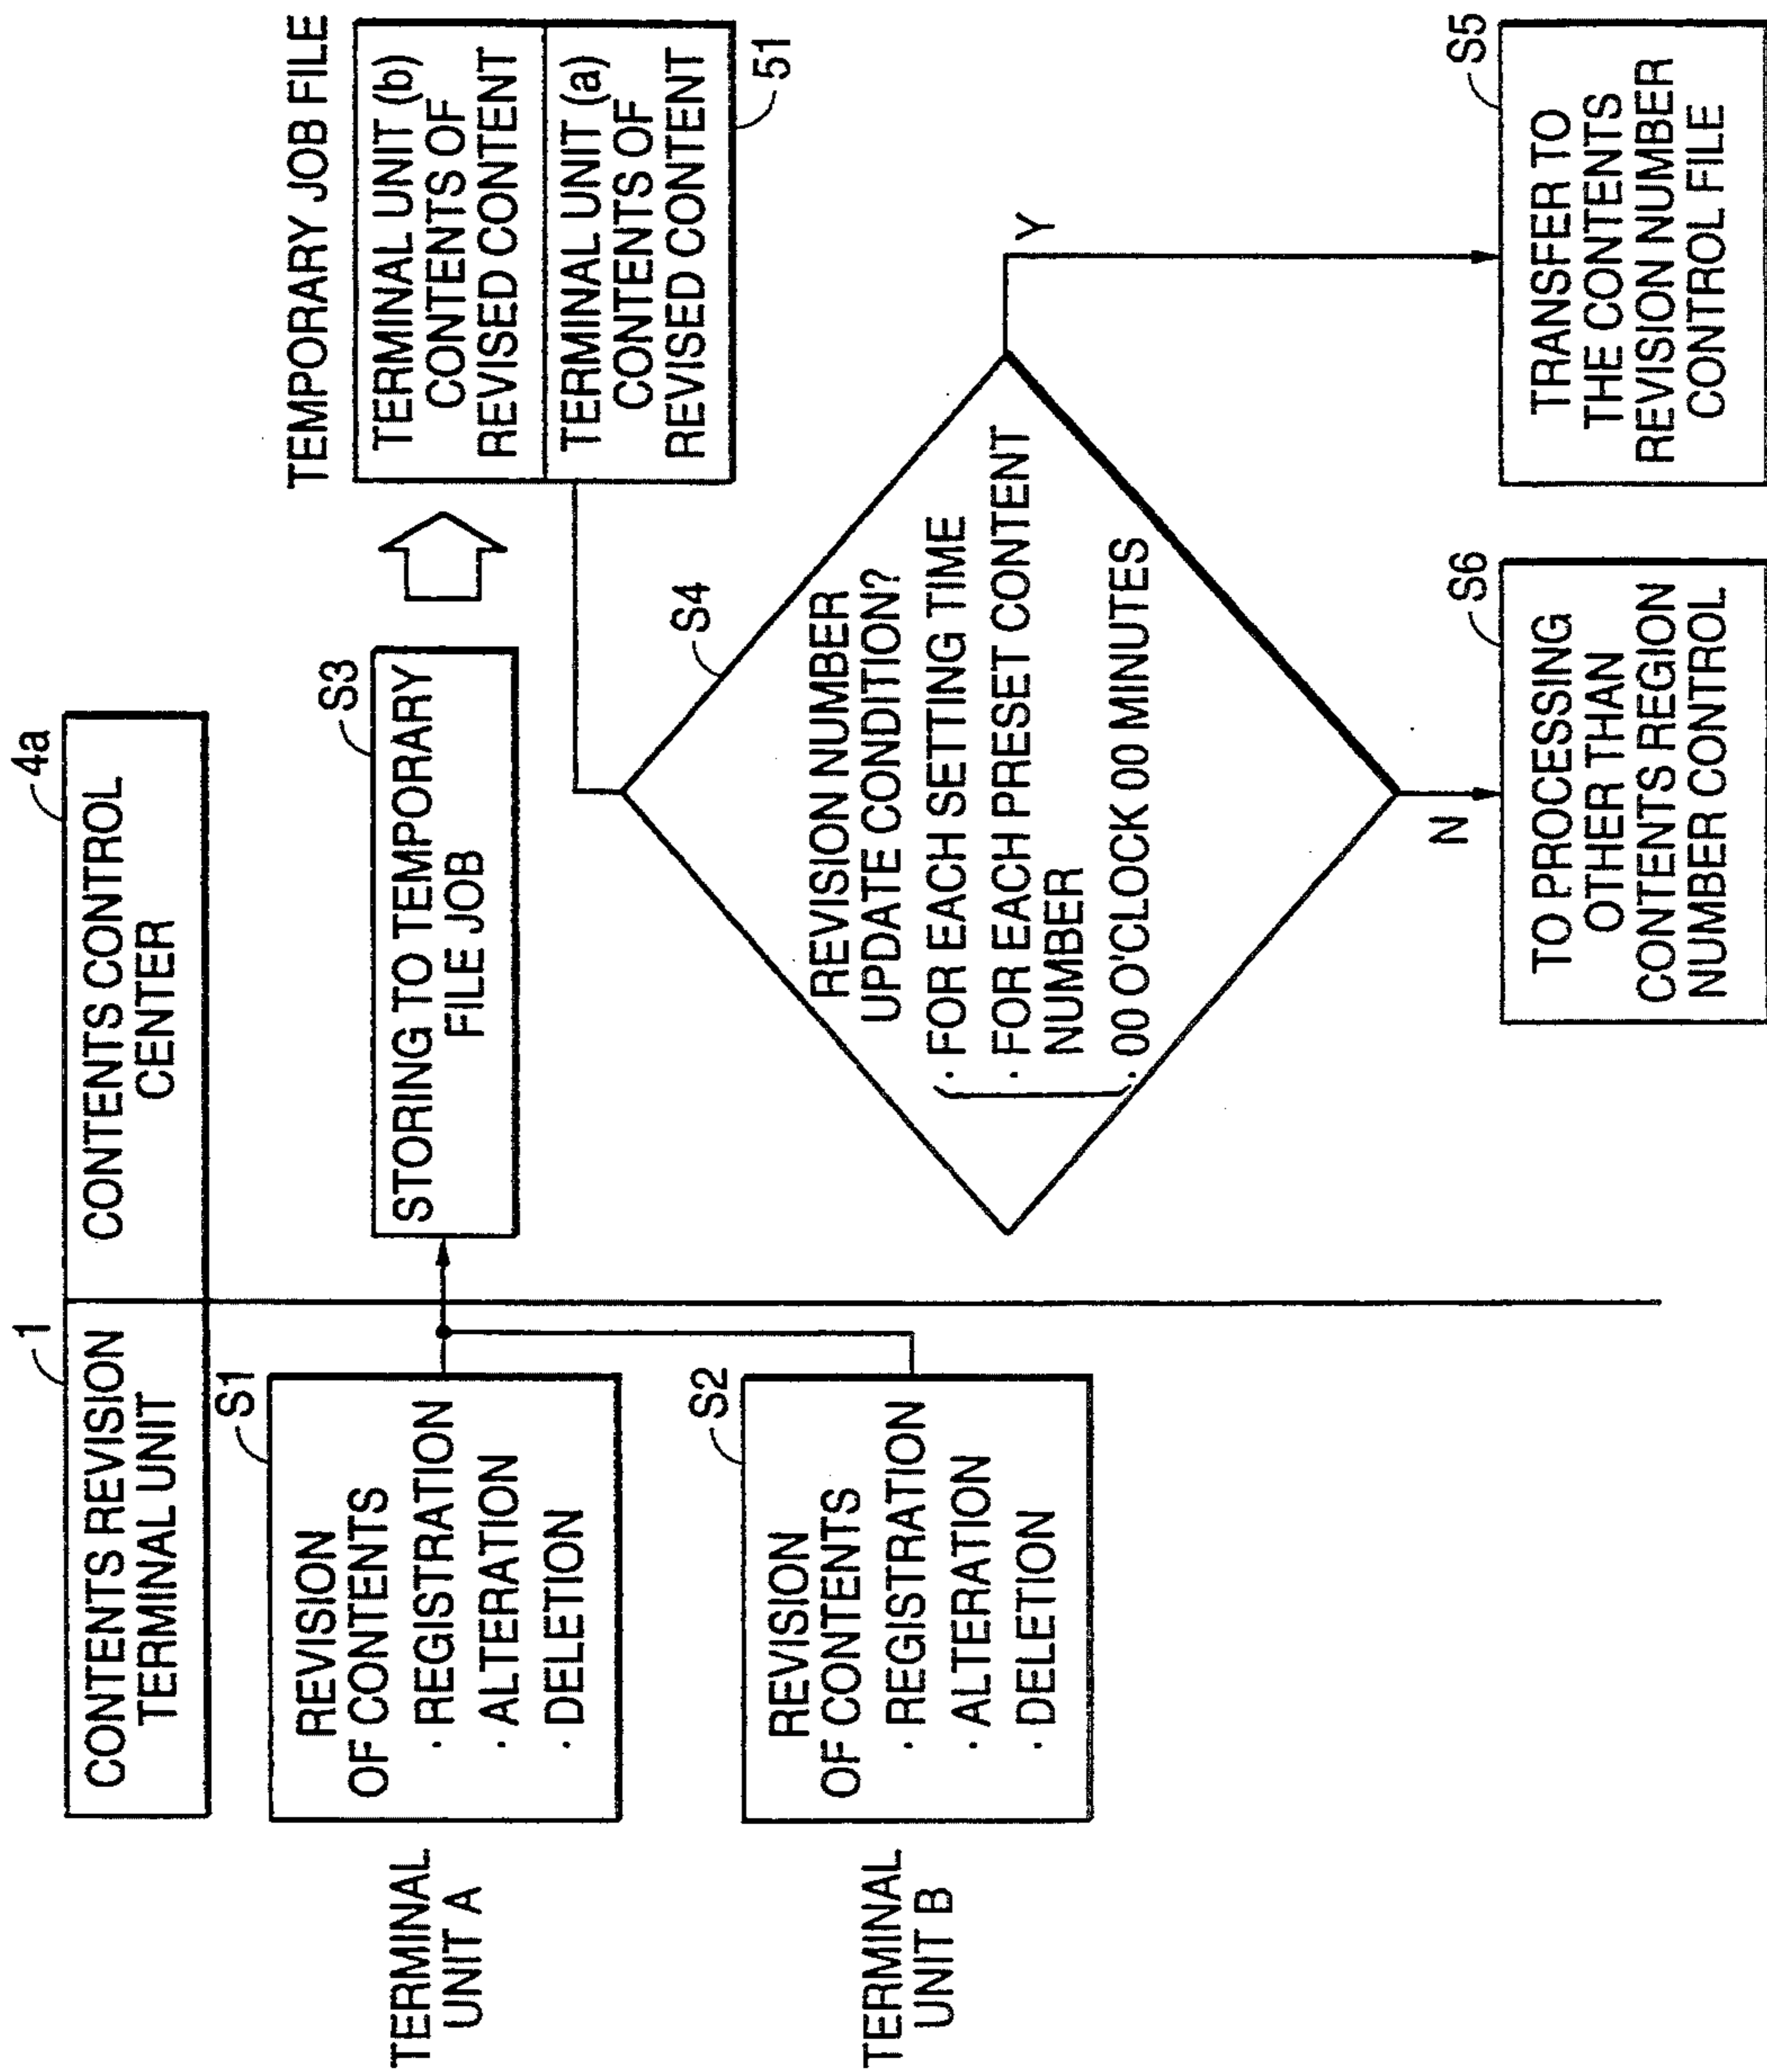 CONTENTS REVISION
TERMINAL UNIT
1
CONTENTS CONTROL
CENTER
4a
TERMINAL
UNIT A
S1
REVISION
OF CONTENTS
· REGISTRATION
· ALTERATION
· DELETION
S3
STORING TO TEMPORARY
FILE JOB
TEMPORARY JOB FILE
TERMINAL UNIT (b)
CONTENTS OF
REVISED CONTENT
TERMINAL UNIT (a)
CONTENTS OF
REVISED CONTENT
51
TERMINAL
UNIT B
S2
REVISION
OF CONTENTS
· REGISTRATION
· ALTERATION
· DELETION
S4
REVISION NUMBER
UPDATE CONDITION?
· FOR EACH SETTING TIME
· FOR EACH PRESET CONTENT
NUMBER
· 00 O'CLOCK 00 MINUTES
Y
N
S6
TO PROCESSING
OTHER THAN
CONTENTS REGION
NUMBER CONTROL
S5
TRANSFER TO
THE CONTENTS
REVISION NUMBER
CONTROL FILE